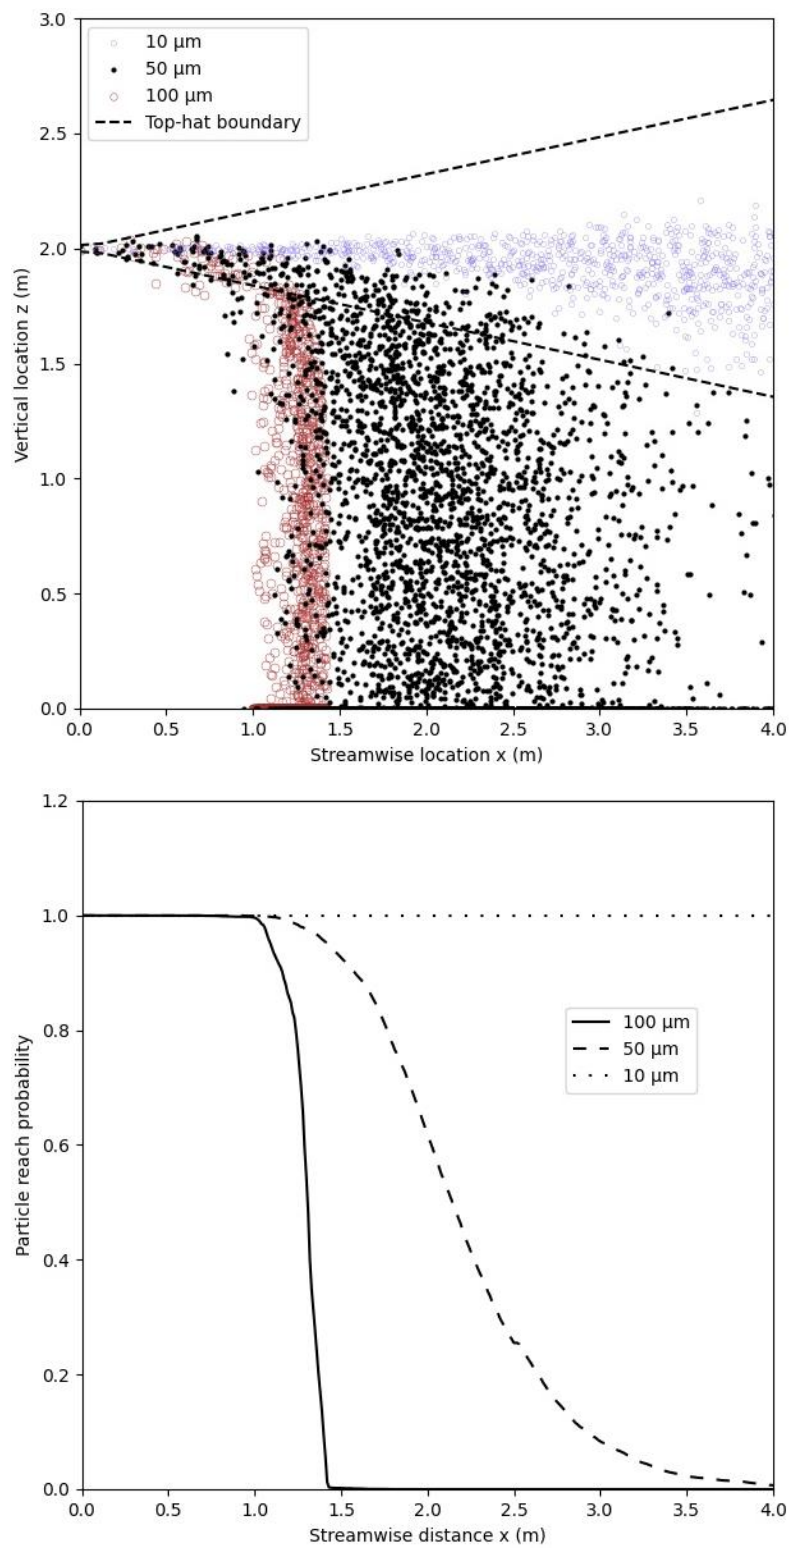 3.0
10 µm
50 µm
100 µm
Top-hat boundary
2.5
2.0
1.5
1.0
0.5
0.0
Vertical location z (m)
0.0 0.5 1.0 1.5 2.0 2.5 3.0 3.5 4.0
Streamwise location x (m)
1.2
1.0
0.8
0.6
0.4
0.2
0.0
Particle reach probability
100 µm
50 µm
10 µm
0.0 0.5 1.0 1.5 2.0 2.5 3.0 3.5 4.0
Streamwise distance x (m)